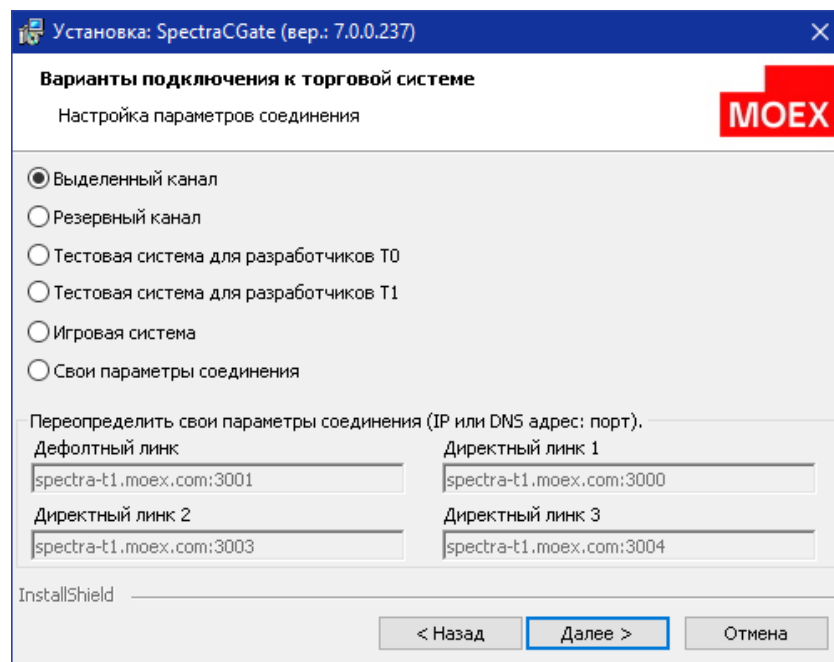 Установка: SpectraCGate (вер.: 7.0.0.237)
Варианты подключения к торговой системе
Настройка параметров соединения
MOEX
Выделенный канал
Резервный канал
Тестовая система для разработчиков T0
Тестовая система для разработчиков T1
Игровая система
Свои параметры соединения
Переопределить свои параметры соединения (IP или DNS адрес: порт).
Дефолтный линк
Директный линк 1
spectra-t1.moex.com:3001
spectra-t1.moex.com:3000
Директный линк 2
Директный линк 3
spectra-t1.moex.com:3003
spectra-t1.moex.com:3004
InstallShield
< Назад
Далее >
Отмена